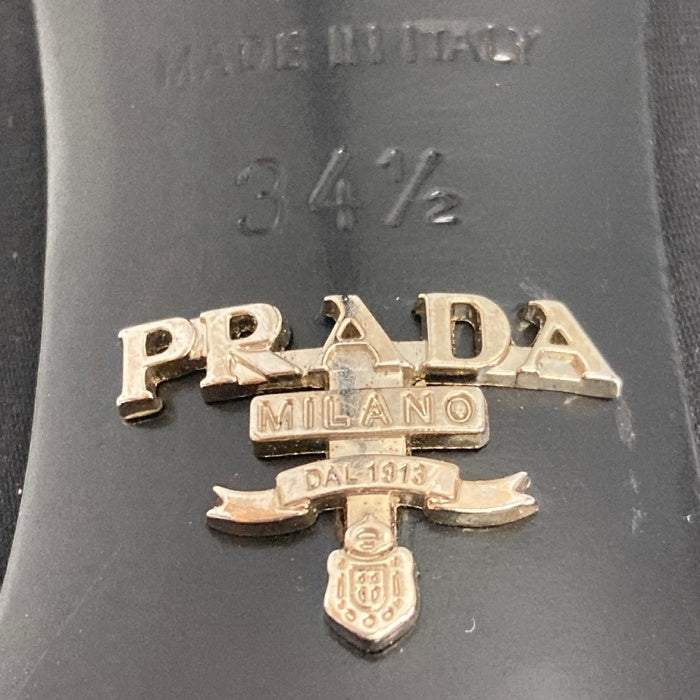 MADE IN ITALY
34½
PRADA
MILANO
DAL 1913